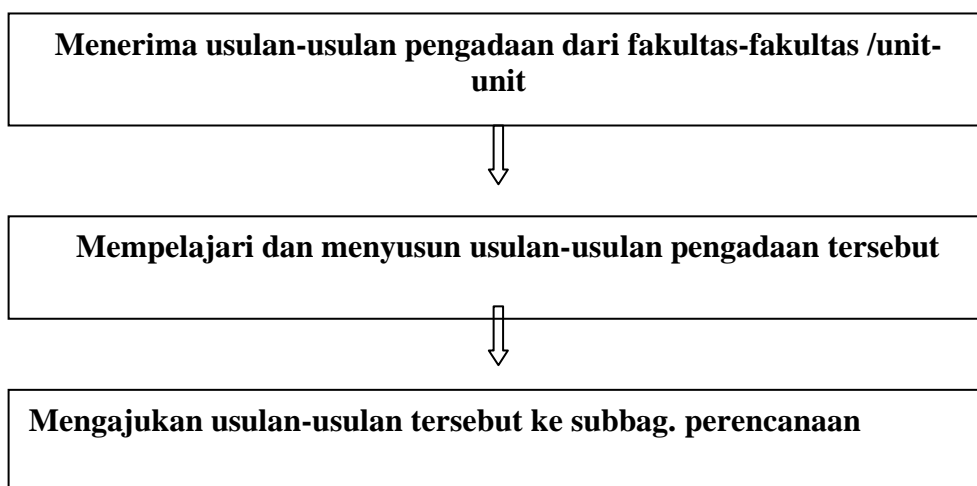 Menerima usulan-usulan pengadaan dari fakultas-fakultas /unit-
unit
Mempelajari dan menyusun usulan-usulan pengadaan tersebut
Mengajukan usulan-usulan tersebut ke subbag. perencanaan